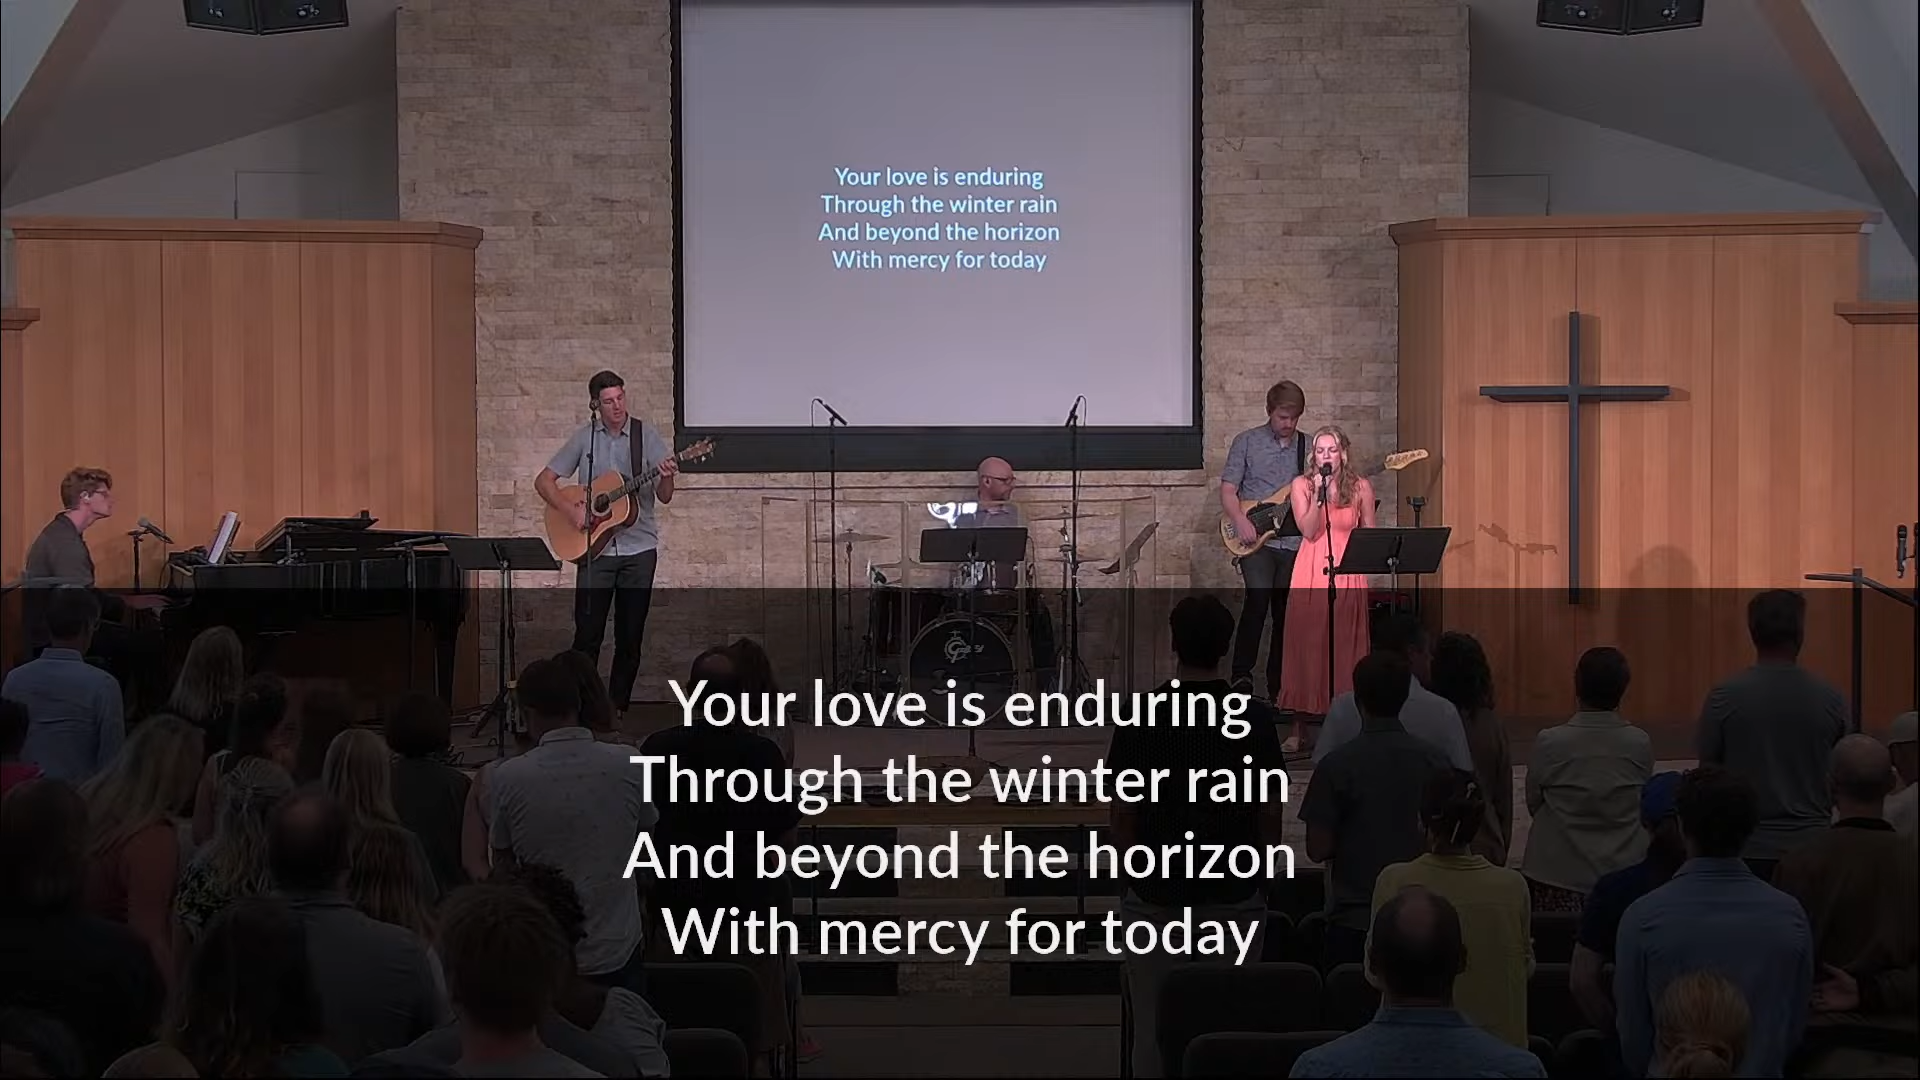 Your love is enduring
Through the winter rain
And beyond the horizon
With mercy for today
Your love is enduring
Through the winter rain
And beyond the horizon
With mercy for today